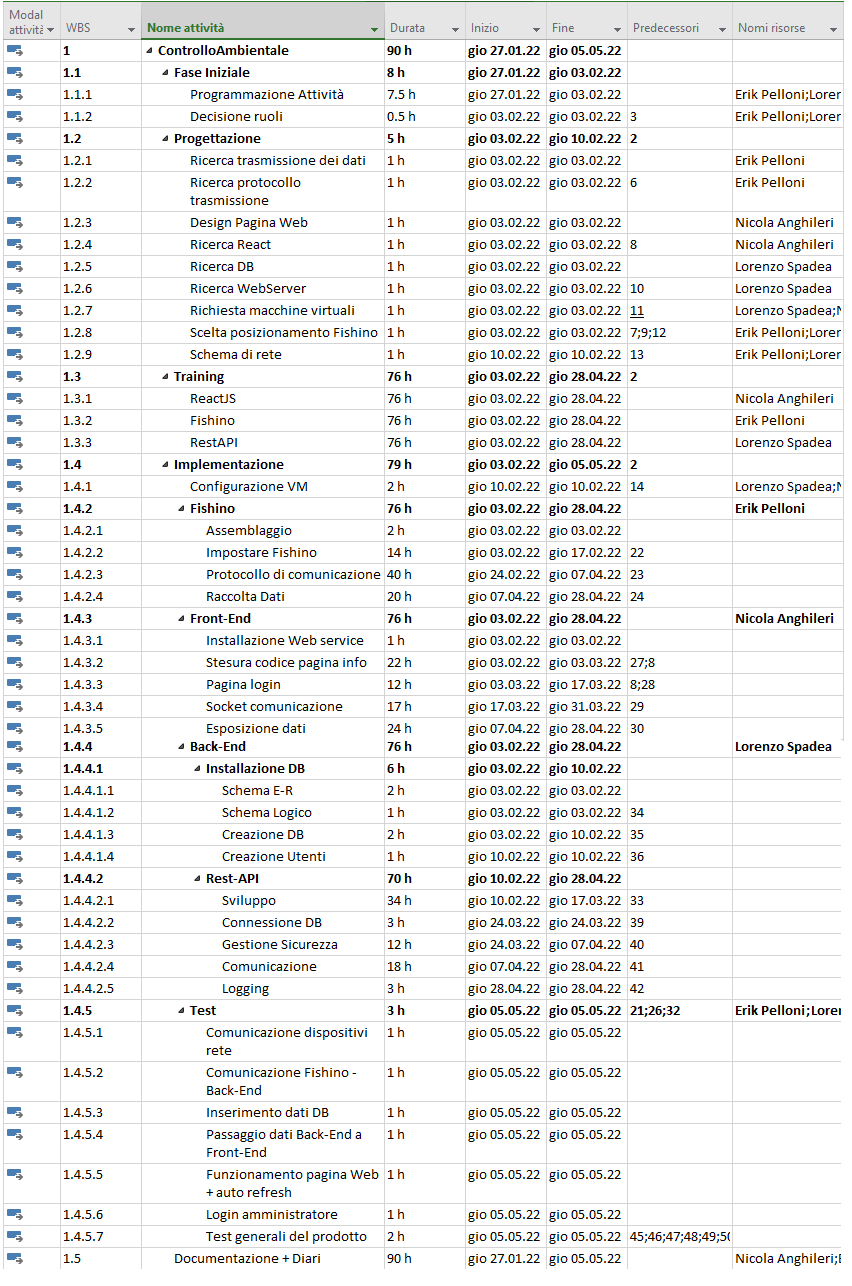 Modal attività WBS Nome attività Durata Inizio Fine Predecessori Nomi risorse
1 ControlloAmbientale 90 h gio 27.01.22 gio 05.05.22
1.1 Fase Iniziale 8 h gio 27.01.22 gio 03.02.22
1.1.1 Programmazione Attività 7.5 h gio 27.01.22 gio 03.02.22 Erik Pelloni;Lorer
1.1.2 Decisione ruoli 0.5 h gio 03.02.22 gio 03.02.22 3 Erik Pelloni;Lorer
1.2 Progettazione 5 h gio 03.02.22 gio 10.02.22 2
1.2.1 Ricerca trasmissione dei dati 1 h gio 03.02.22 gio 03.02.22 Erik Pelloni
1.2.2 Ricerca protocollo trasmissione 1 h gio 03.02.22 gio 03.02.22 6 Erik Pelloni
1.2.3 Design Pagina Web 1 h gio 03.02.22 gio 03.02.22 Nicola Anghileri
1.2.4 Ricerca React 1 h gio 03.02.22 gio 03.02.22 8 Nicola Anghileri
1.2.5 Ricerca DB 1 h gio 03.02.22 gio 03.02.22 Lorenzo Spadea
1.2.6 Ricerca WebServer 1 h gio 03.02.22 gio 03.02.22 10 Lorenzo Spadea
1.2.7 Richiesta macchine virtuali 1 h gio 03.02.22 gio 03.02.22 11 Lorenzo Spadea;N
1.2.8 Scelta posizionamento Fishino 1 h gio 03.02.22 gio 03.02.22 7;9;12 Erik Pelloni;Lorer
1.2.9 Schema di rete 1 h gio 10.02.22 gio 10.02.22 13 Erik Pelloni;Lorer
1.3 Training 76 h gio 03.02.22 gio 28.04.22 2
1.3.1 ReactJS 76 h gio 03.02.22 gio 28.04.22 Nicola Anghileri
1.3.2 Fishino 76 h gio 03.02.22 gio 28.04.22 Erik Pelloni
1.3.3 RestAPI 76 h gio 03.02.22 gio 28.04.22 Lorenzo Spadea
1.4 Implementazione 79 h gio 03.02.22 gio 05.05.22 2
1.4.1 Configurazione VM 2 h gio 10.02.22 gio 10.02.22 14 Lorenzo Spadea;N
1.4.2 Fishino 76 h gio 03.02.22 gio 28.04.22 Erik Pelloni
1.4.2.1 Assemblaggio 2 h gio 03.02.22 gio 03.02.22
1.4.2.2 Impostare Fishino 14 h gio 03.02.22 gio 17.02.22 22
1.4.2.3 Protocollo di comunicazione 40 h gio 24.02.22 gio 07.04.22 23
1.4.2.4 Raccolta Dati 20 h gio 07.04.22 gio 28.04.22 24
1.4.3 Front-End 76 h gio 03.02.22 gio 28.04.22 Nicola Anghileri
1.4.3.1 Installazione Web service 1 h gio 03.02.22 gio 03.02.22
1.4.3.2 Stesura codice pagina info 22 h gio 03.02.22 gio 03.03.22 27;8
1.4.3.3 Pagina login 12 h gio 03.03.22 gio 17.03.22 8;28
1.4.3.4 Socket comunicazione 17 h gio 17.03.22 gio 31.03.22 29
1.4.3.5 Esposizione dati 24 h gio 07.04.22 gio 28.04.22 30
1.4.4 Back-End 76 h gio 03.02.22 gio 28.04.22 Lorenzo Spadea
1.4.4.1 Installazione DB 6 h gio 03.02.22 gio 10.02.22
1.4.4.1.1 Schema E-R 2 h gio 03.02.22 gio 03.02.22
1.4.4.1.2 Schema Logico 1 h gio 03.02.22 gio 03.02.22 34
1.4.4.1.3 Creazione DB 2 h gio 03.02.22 gio 10.02.22 35
1.4.4.1.4 Creazione Utenti 1 h gio 10.02.22 gio 10.02.22 36
1.4.4.2 Rest-API 70 h gio 10.02.22 gio 28.04.22
1.4.4.2.1 Sviluppo 34 h gio 10.02.22 gio 17.03.22 33
1.4.4.2.2 Connessione DB 3 h gio 24.03.22 gio 24.03.22 39
1.4.4.2.3 Gestione Sicurezza 12 h gio 24.03.22 gio 07.04.22 40
1.4.4.2.4 Comunicazione 18 h gio 07.04.22 gio 28.04.22 41
1.4.4.2.5 Logging 3 h gio 28.04.22 gio 28.04.22 42
1.4.5 Test 3 h gio 05.05.22 gio 05.05.22 21;26;32 Erik Pelloni;Lorer
1.4.5.1 Comunicazione dispositivi rete 1 h gio 05.05.22 gio 05.05.22
1.4.5.2 Comunicazione Fishino - Back-End 1 h gio 05.05.22 gio 05.05.22
1.4.5.3 Inserimento dati DB 1 h gio 05.05.22 gio 05.05.22
1.4.5.4 Passaggio dati Back-End a Front-End 1 h gio 05.05.22 gio 05.05.22
1.4.5.5 Funzionamento pagina Web + auto refresh 1 h gio 05.05.22 gio 05.05.22
1.4.5.6 Login amministratore 1 h gio 05.05.22 gio 05.05.22
1.4.5.7 Test generali del prodotto 2 h gio 05.05.22 gio 05.05.22 45;46;47;48;49;50
1.5 Documentazione + Diari 90 h gio 27.01.22 gio 05.05.22 Nicola Anghileri;E